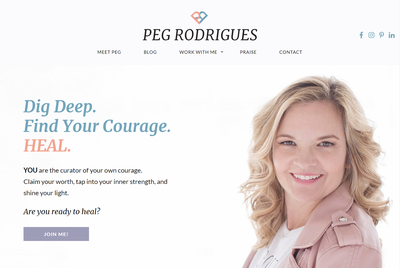 PEG RODRIGUES
MEET PEG BLOG WORK WITH ME PRAISE CONTACT
Dig Deep.
Find Your Courage.
HEAL.
YOU are the curator of your own courage.
Claim your worth, tap into your inner strength, and
shine your light.
Are you ready to heal?
JOIN ME!